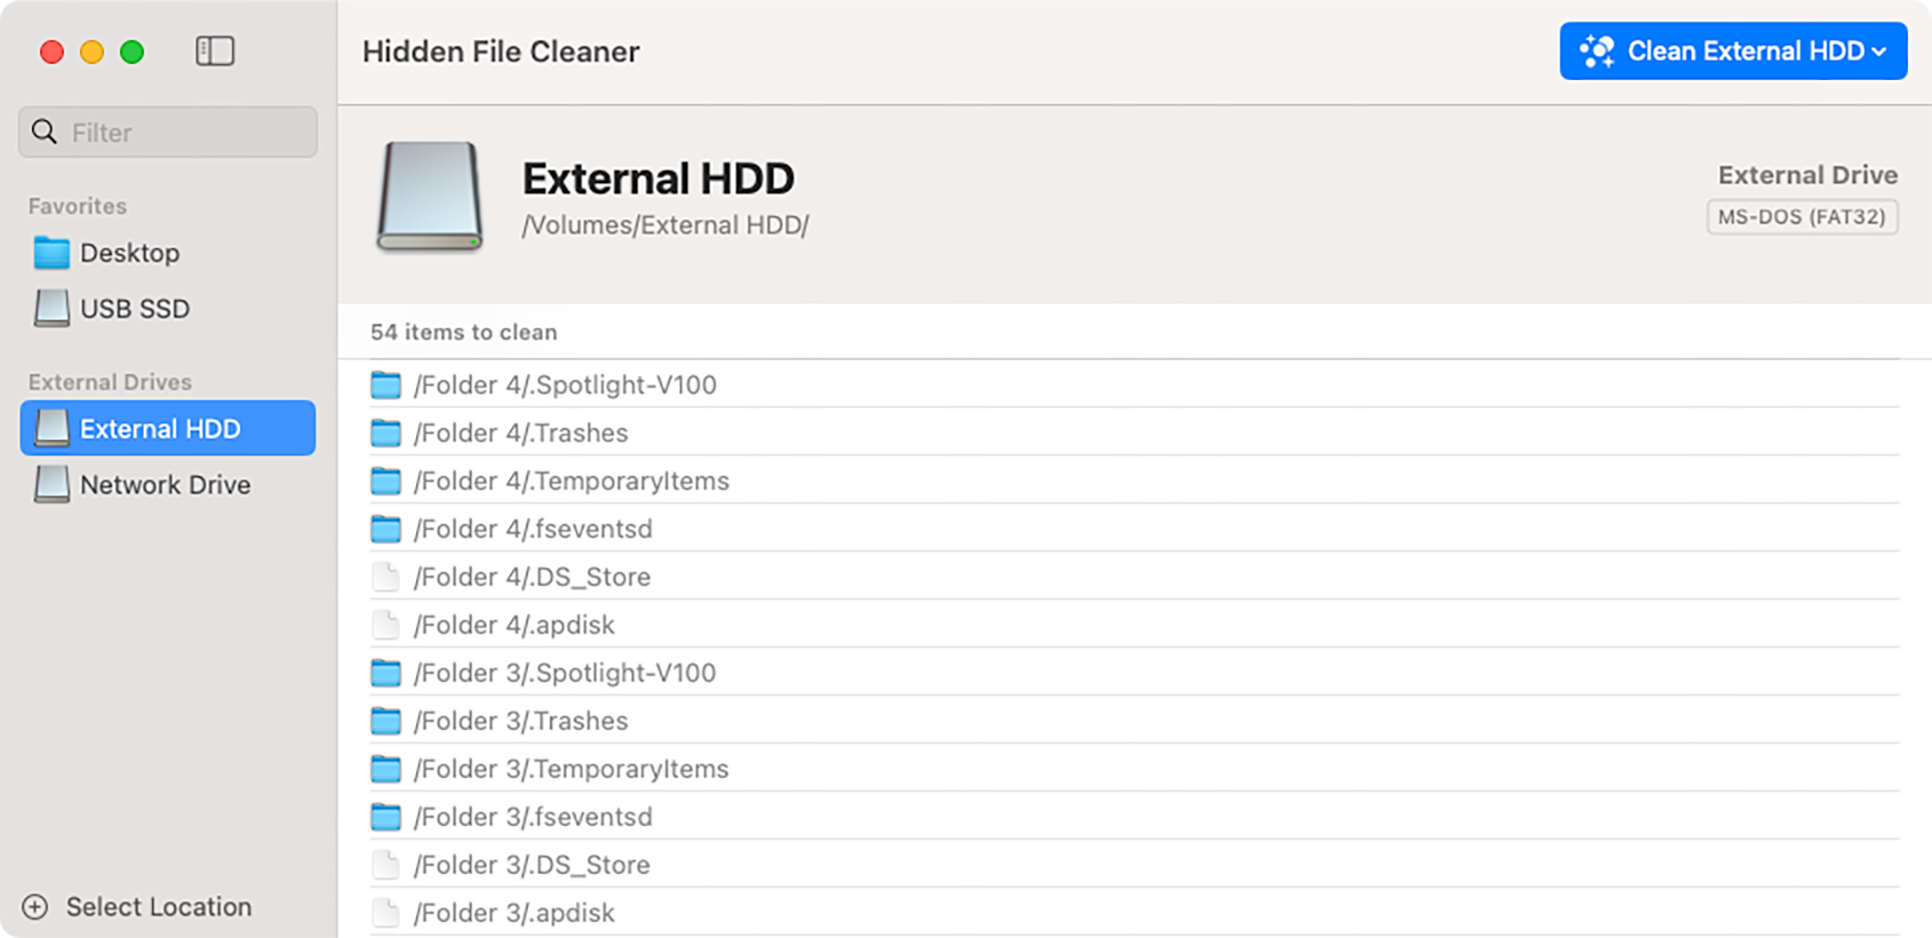 Hidden File Cleaner
Clean External HDD
Filter
Favorites
Desktop
USB SSD
External Drives
External HDD
Network Drive
Select Location
External HDD
/Volumes/External HDD/
External Drive
MS-DOS (FAT32)
54 items to clean
/Folder 4/.Spotlight-V100
/Folder 4/.Trashes
/Folder 4/.TemporaryItems
/Folder 4/.fseventsd
/Folder 4/.DS_Store
/Folder 4/.apdisk
/Folder 3/.Spotlight-V100
/Folder 3/.Trashes
/Folder 3/.TemporaryItems
/Folder 3/.fseventsd
/Folder 3/.DS_Store
/Folder 3/.apdisk